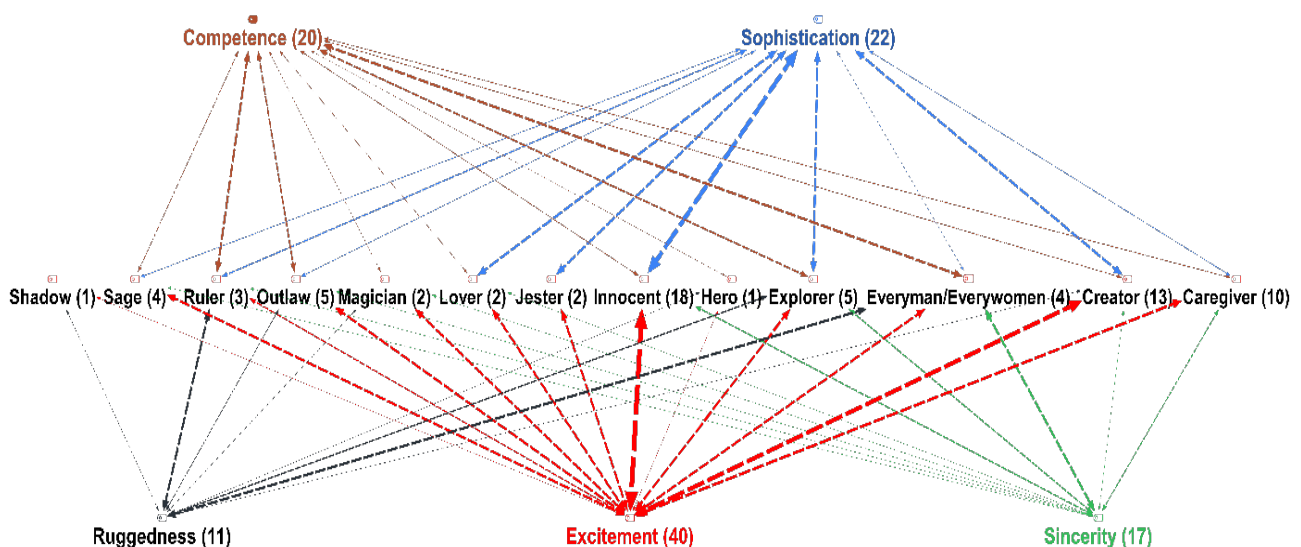 Competence (20) Sophistication (22)
Shadow (1) Sage (4) Ruler (3) Outlaw (5) Magician (2) Lover (2) Jester (2) Innocent (18) Hero (1) Explorer (5) Everyman/Everywomen (4) Creator (13) Caregiver (10)
Ruggedness (11) Excitement (40) Sincerity (17)